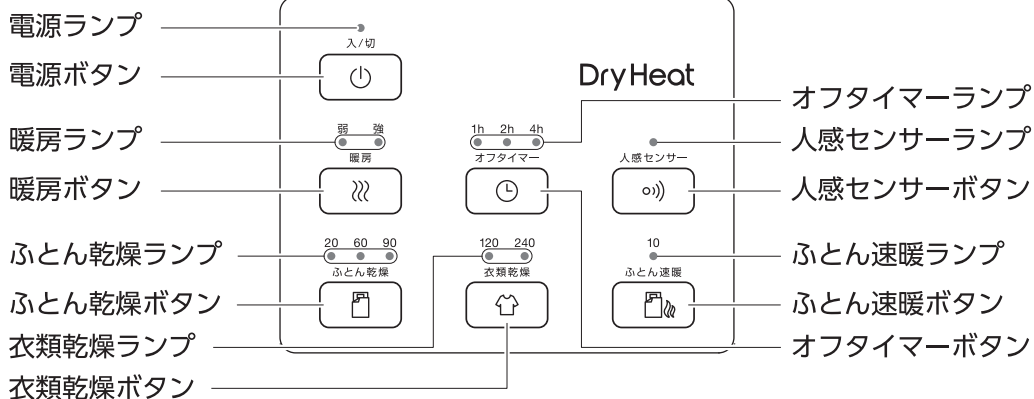 電源ランプ
電源ボタン
暖房ランプ
暖房ボタン
ふとん乾燥ランプ
ふとん乾燥ボタン
衣類乾燥ランプ
衣類乾燥ボタン
入/切
DryHeat
弱 強
暖房
1h 2h 4h
オフタイマー
人感センサー
20 60 90
ふとん乾燥
120 240
衣類乾燥
10
ふとん速暖
オフタイマーランプ
人感センサーランプ
人感センサーボタン
ふとん速暖ランプ
ふとん速暖ボタン
オフタイマーボタン